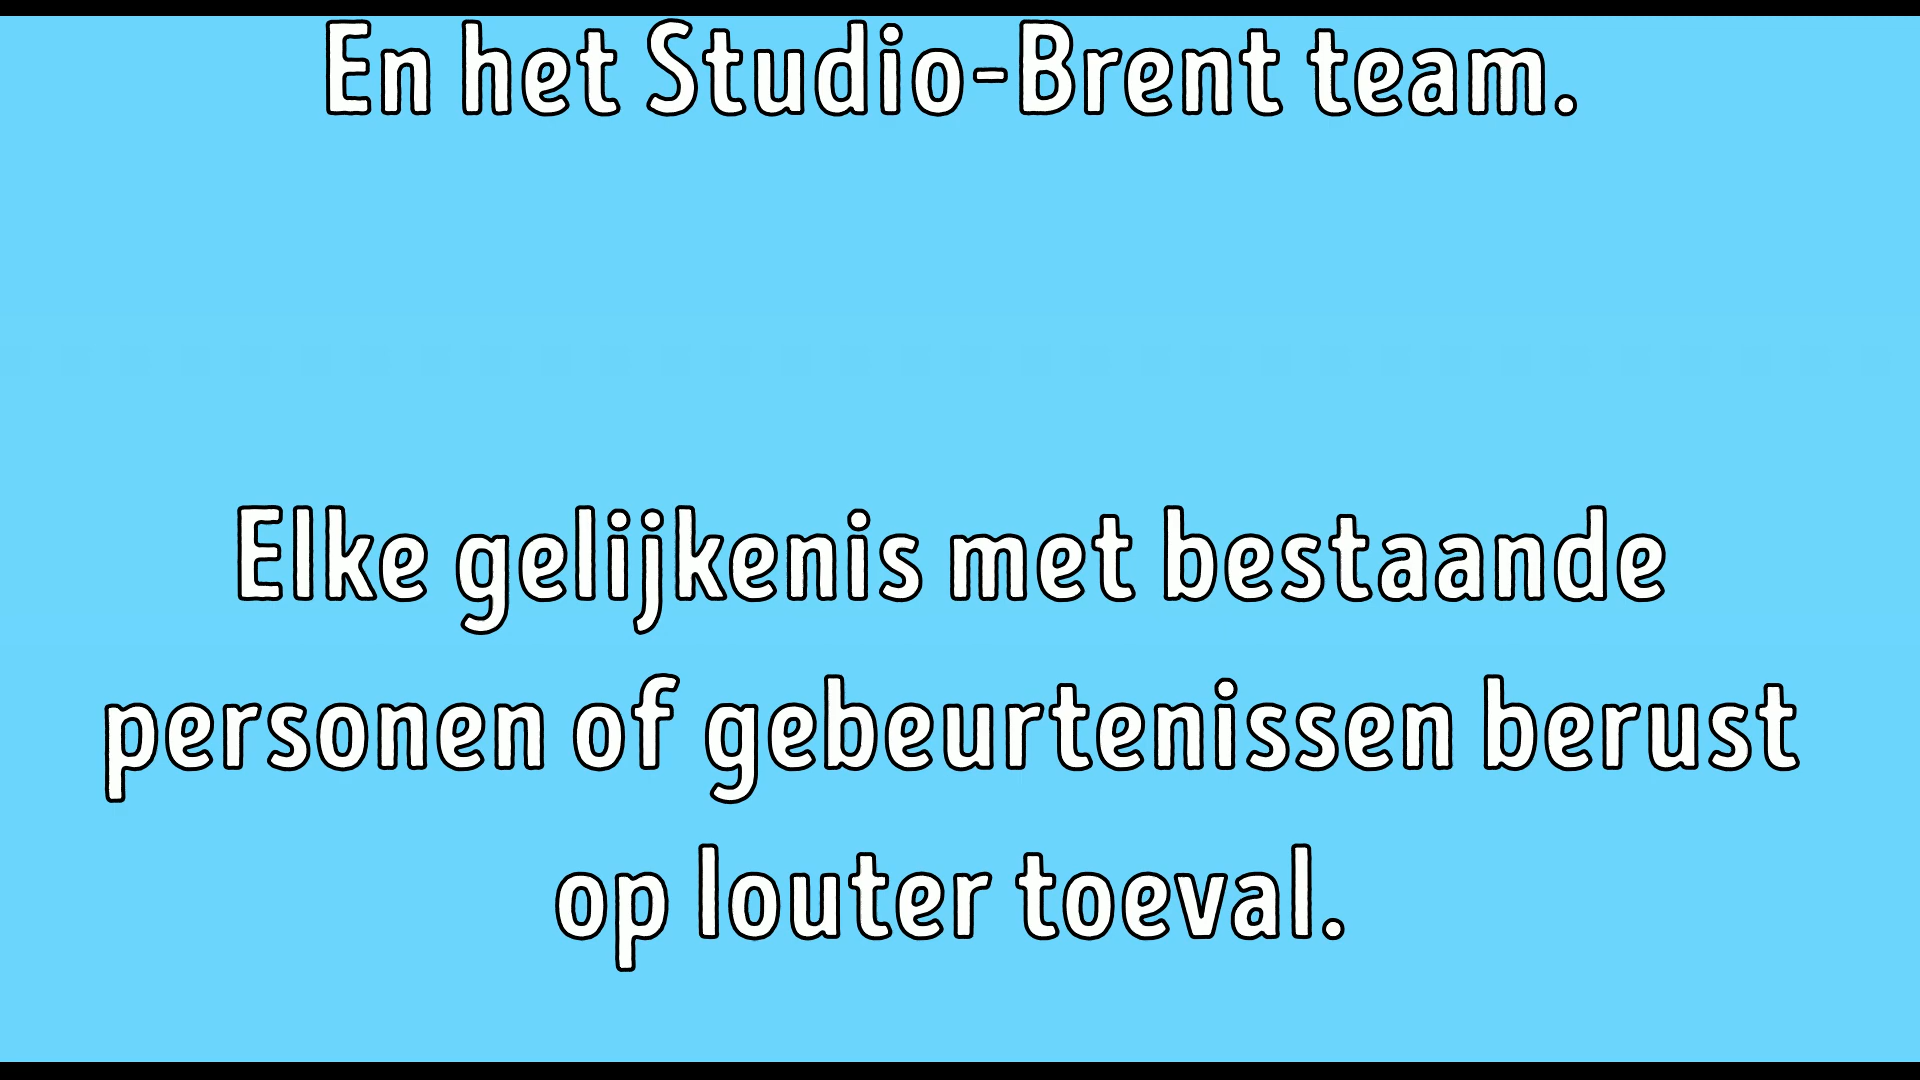 En het Studio-Brent team.
Elke gelijkenis met bestaande
personen of gebeurtenissen berust
op louter toeval.